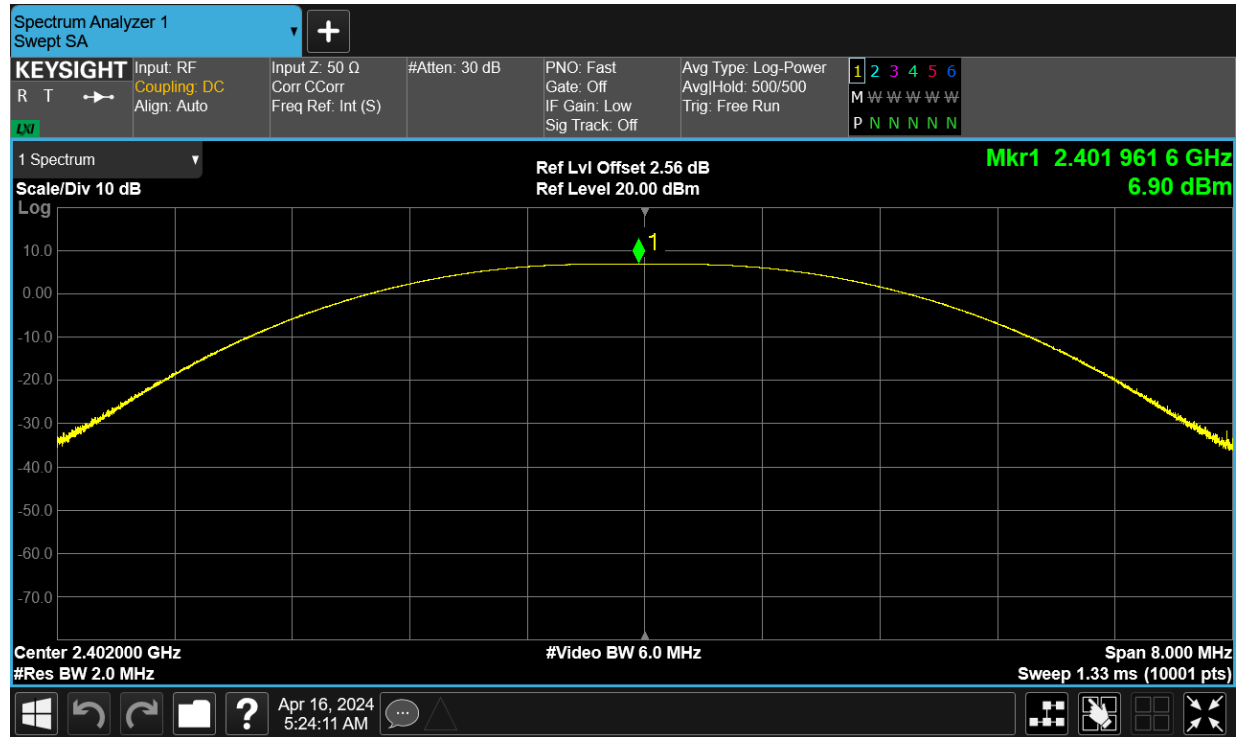 Spectrum Analyzer 1
Swept SA
+
KEYSIGHT
R T
LXI
Input: RF
Coupling: DC
Align: Auto
Input Z: 50 Ω
Corr CCorr
Freq Ref: Int (S)
#Atten: 30 dB
PNO: Fast
Gate: Off
IF Gain: Low
Sig Track: Off
Avg Type: Log-Power
Avg|Hold: 500/500
Trig: Free Run
1 2 3 4 5 6
M W W W W W
P N N N N N
1 Spectrum
Scale/Div 10 dB
Ref Lvl Offset 2.56 dB
Ref Level 20.00 dBm
Mkr1 2.401 961 6 GHz
6.90 dBm
Log
1
10.0
0.00
-10.0
-20.0
-30.0
-40.0
-50.0
-60.0
-70.0
Center 2.402000 GHz
#Res BW 2.0 MHz
#Video BW 6.0 MHz
Span 8.000 MHz
Sweep 1.33 ms (10001 pts)
?
Apr 16, 2024
5:24:11 AM